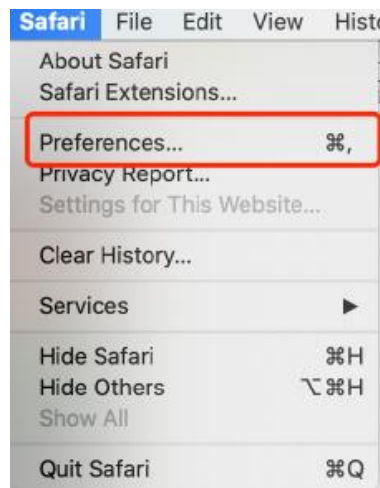 Safari File Edit View Hist
About Safari
Safari Extensions...
Preferences... ⌘,
Privacy Report...
Settings for This Website...
Clear History...
Services ▶
Hide Safari ⌘H
Hide Others ⌥⌘H
Show All
Quit Safari ⌘Q